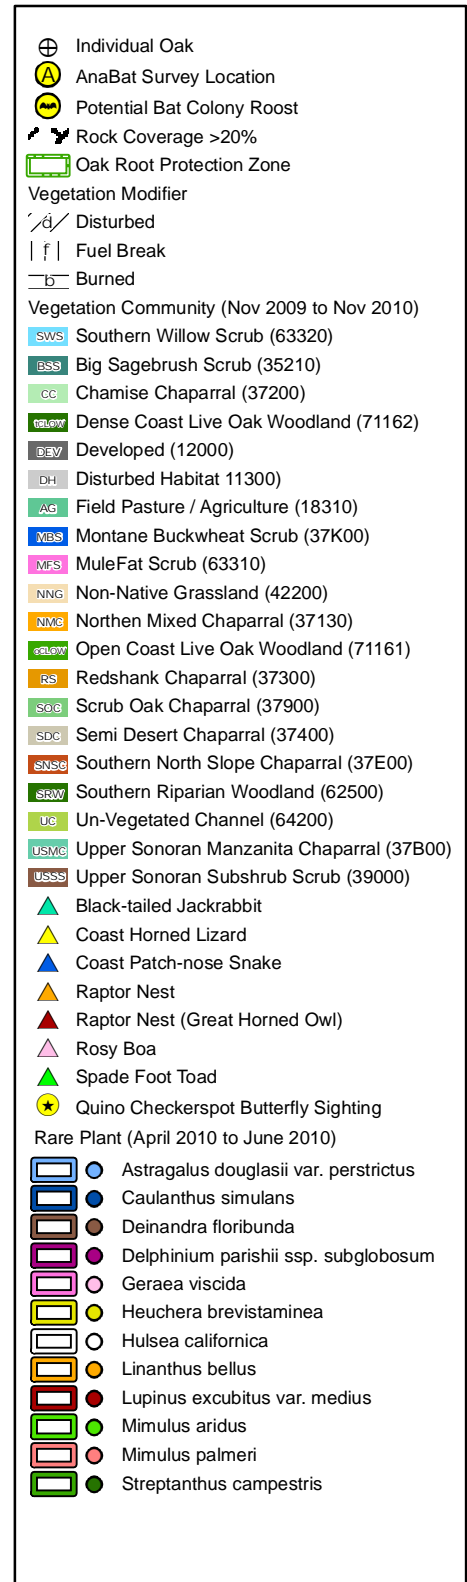 Individual Oak
A AnaBat Survey Location
Potential Bat Colony Roost
Rock Coverage >20%
Oak Root Protection Zone
Vegetation Modifier
d Disturbed
f Fuel Break
b Burned
Vegetation Community (Nov 2009 to Nov 2010)
SWS Southern Willow Scrub (63320)
BSS Big Sagebrush Scrub (35210)
CC Chamise Chaparral (37200)
Dense Coast Live Oak Woodland (71162)
DEV Developed (12000)
DH Disturbed Habitat 11300)
AG Field Pasture / Agriculture (18310)
MBS Montane Buckwheat Scrub (37K00)
MFS MuleFat Scrub (63310)
NNG Non-Native Grassland (42200)
NMC Northen Mixed Chaparral (37130)
oCLOW Open Coast Live Oak Woodland (71161)
RS Redshank Chaparral (37300)
SOC Scrub Oak Chaparral (37900)
SDC Semi Desert Chaparral (37400)
SNSC Southern North Slope Chaparral (37E00)
SRW Southern Riparian Woodland (62500)
UC Un-Vegetated Channel (64200)
USMC Upper Sonoran Manzanita Chaparral (37B00)
USSS Upper Sonoran Subshrub Scrub (39000)
Black-tailed Jackrabbit
Coast Horned Lizard
Coast Patch-nose Snake
Raptor Nest
Raptor Nest (Great Horned Owl)
Rosy Boa
Spade Foot Toad
Quino Checkerspot Butterfly Sighting
Rare Plant (April 2010 to June 2010)
Astragalus douglasii var. perstrictus
Caulanthus simulans
Deinandra floribunda
Delphinium parishii ssp. subglobosum
Geraea viscida
Heuchera brevistaminea
Hulsea californica
Linanthus bellus
Lupinus excubitus var. medius
Mimulus aridus
Mimulus palmeri
Streptanthus campestris